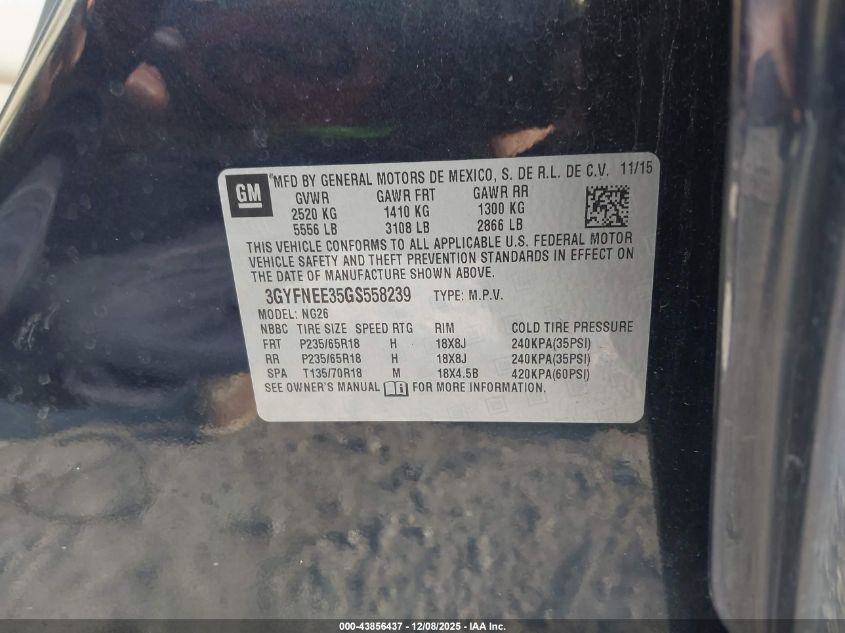 GM
"MFD BY GENERAL MOTORS DE MEXICO, S. DE R.L. DE C.V. 11/15
GVWR GAWR FRT GAWR RR
2520 KG 1410 KG 1300 KG
5556 LB 3108 LB 2866 LB
THIS VEHICLE CONFORMS TO ALL APPLICABLE U.S. FEDERAL MOTOR
VEHICLE SAFETY AND THEFT PREVENTION STANDARDS IN EFFECT ON
THE DATE OF MANUFACTURE SHOWN ABOVE.
3GYFNEE35GS558239 TYPE: M.P.V.
MODEL: NG26
NBBC TIRE SIZE SPEED RTG RIM COLD TIRE PRESSURE
FRT P235/65R18 H 18X8J 240KPA(35PSI)
RR P235/65R18 H 18X8J 240KPA(35PSI)
SPA T135/70R18 M 18X4.5B 420KPA(60PSI)
SEE OWNER'S MANUAL FOR MORE INFORMATION.
000-43856437 - 12/08/2025 - IAA Inc.